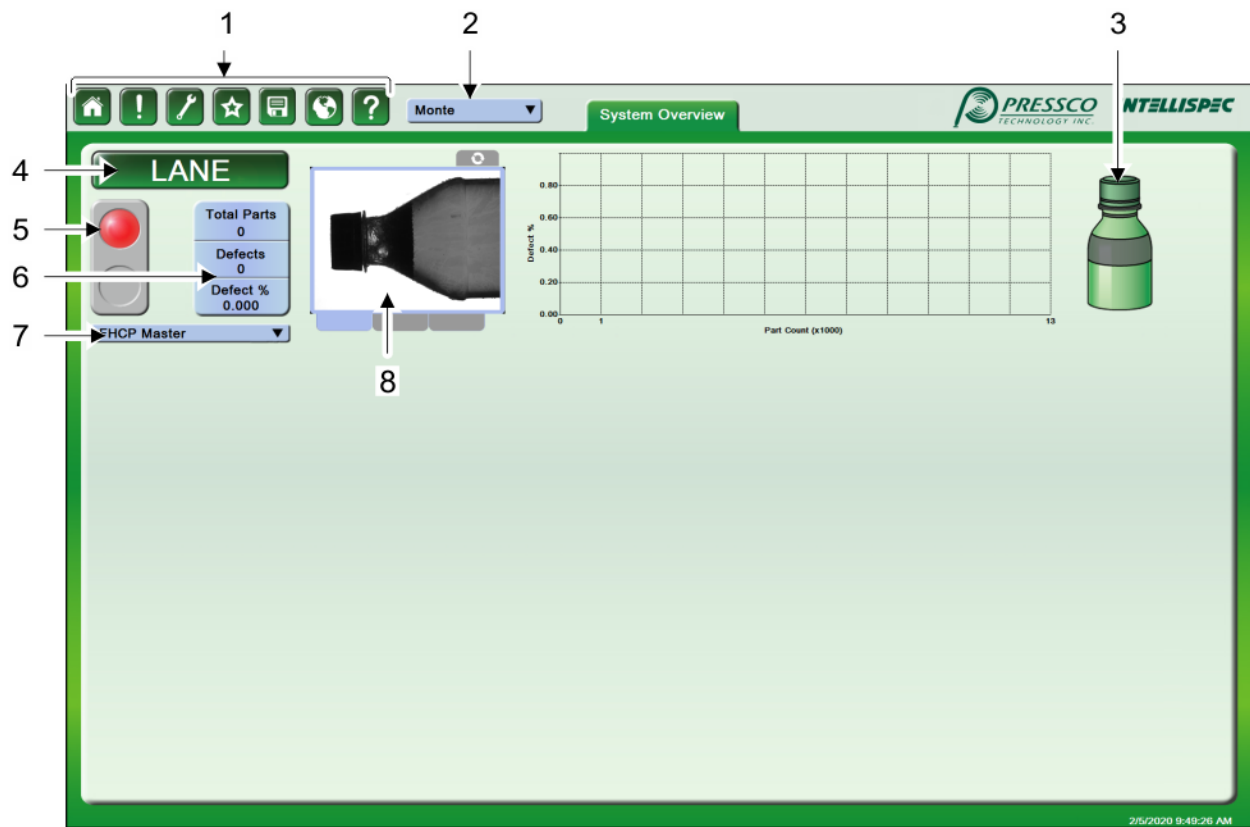 1
2
3
?
Monte
System Overview
PRESSCO
TECHNOLOGY INC.
NTELLISPEC
4
LANE
5
Total Parts
0
Defects
0
Defect %
0.000
6
7
HCP Master
8
0.80
0.60
0.40
0.20
0.00
Defect %
0
1
13
Part Count (x1000)
2/5/2020 9:49:26 AM